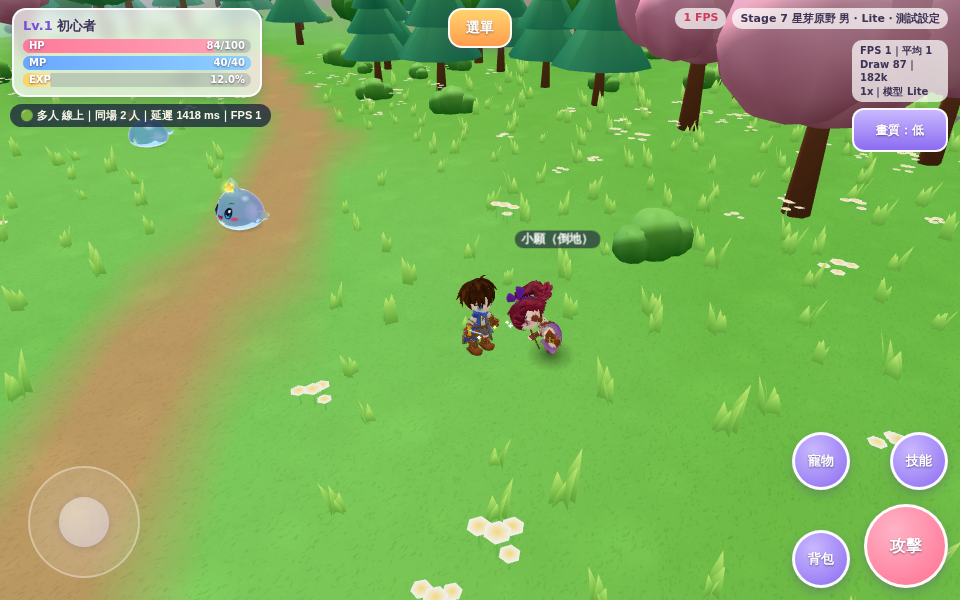 Lv.1 初心者
HP 84/100
MP 40/40
EXP 12.0%
多人 線上｜同場 2 人｜延遲 1418 ms｜FPS 1
選單
1 FPS
Stage 7 星芽原野 男・Lite・測試設定
FPS 1｜平均 1
Draw 87｜
182k
1x｜模型 Lite
畫質：低
小願（倒地）
寵物
技能
背包
攻擊